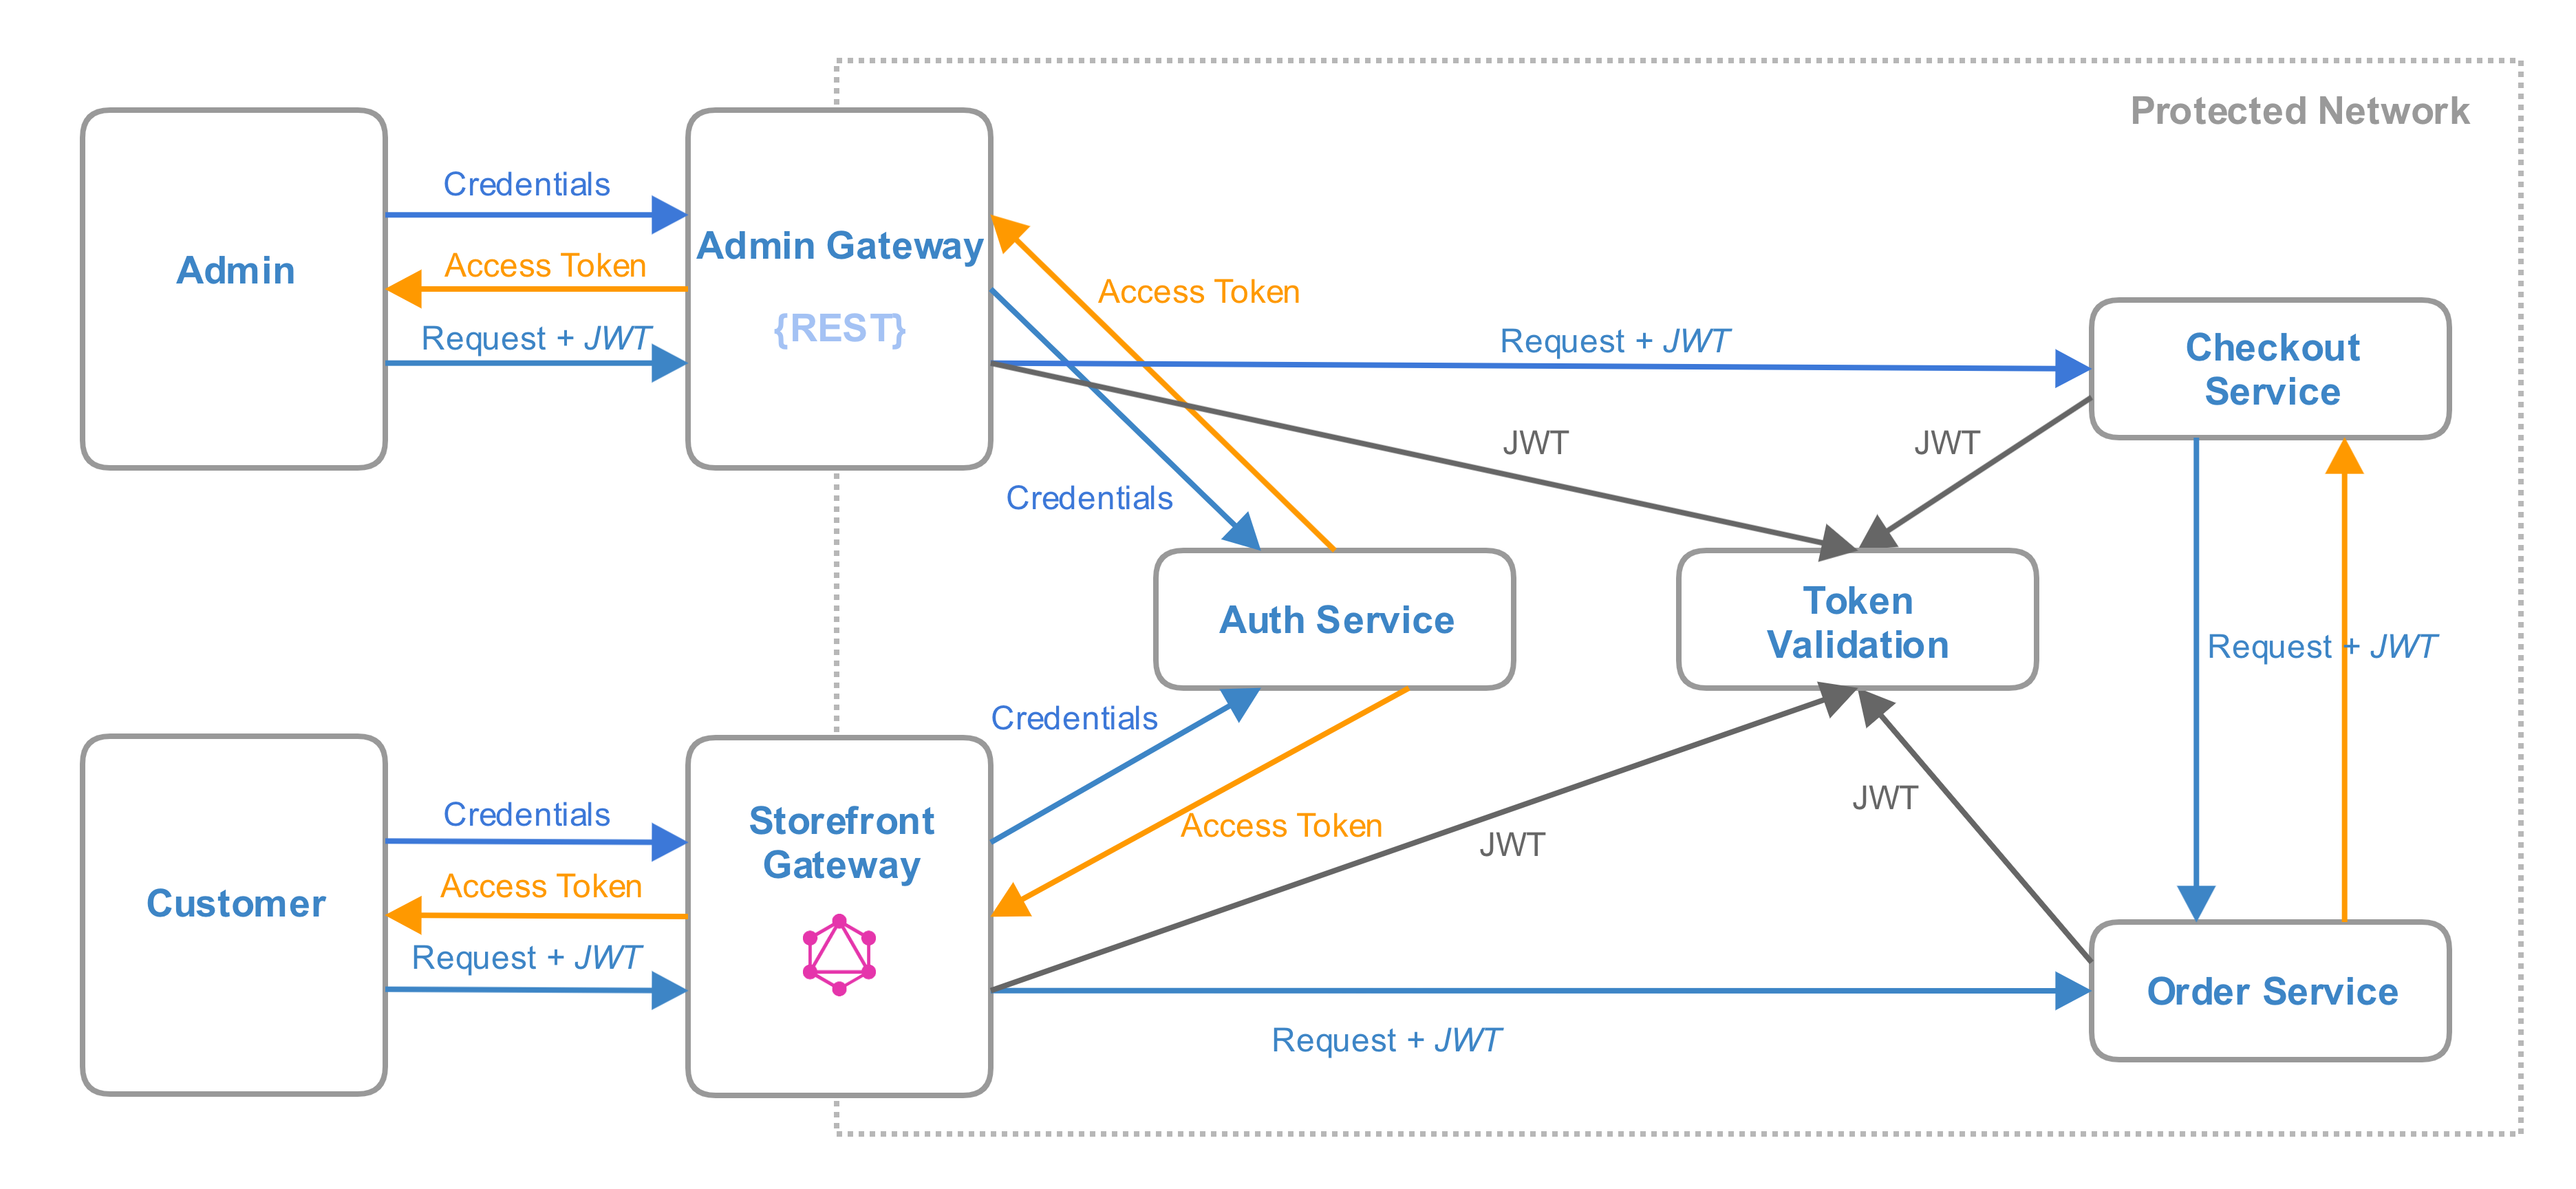 Protected Network
Admin
Credentials
Access Token
Request + JWT
Admin Gateway
{REST}
Access Token
Credentials
Request + JWT
JWT
JWT
Checkout
Service
Auth Service
Token
Validation
Request + JWT
Customer
Credentials
Access Token
Request + JWT
Storefront
Gateway
Credentials
Access Token
JWT
JWT
Request + JWT
Order Service